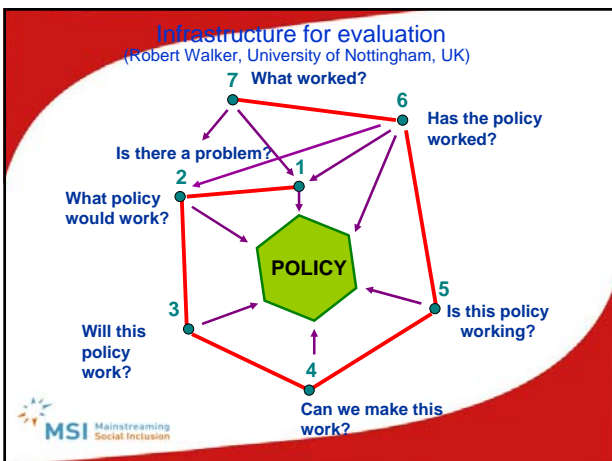 Infrastructure for evaluation
(Robert Walker, University of Nottingham, UK)
7
What worked?
6
Has the policy
worked?
Is there a problem?
1
2
What policy
would work?
POLICY
3
Will this
policy
work?
5
Is this policy
working?
4
Can we make this
work?
MSI Mainstreaming
Social Inclusion